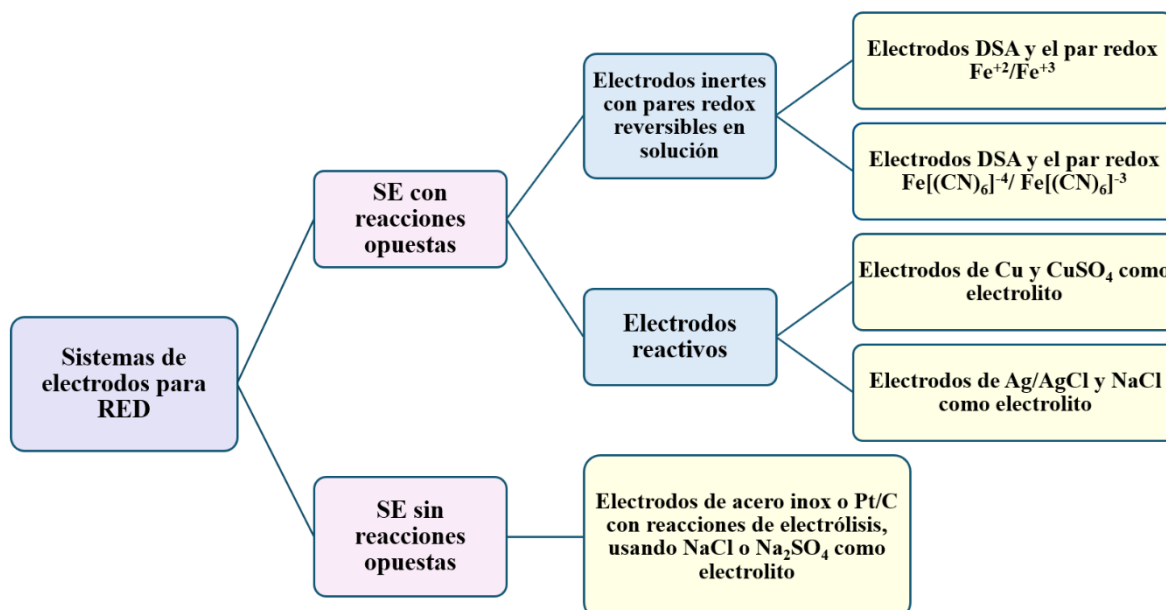 Sistemas de
electrodos para
RED
SE con
reacciones
opuestas
Electrodos inertes
con pares redox
reversibles en
solución
Electrodos DSA y el par redox
Fe⁺²/Fe⁺³
Electrodos DSA y el par redox
Fe[(CN)₆]⁻⁴/ Fe[(CN)₆]⁻³
Electrodos
reactivos
Electrodos de Cu y CuSO₄ como
electrolito
Electrodos de Ag/AgCl y NaCl
como electrolito
SE sin
reacciones
opuestas
Electrodos de acero inox o Pt/C
con reacciones de electrólisis,
usando NaCl o Na₂SO₄ como
electrolito